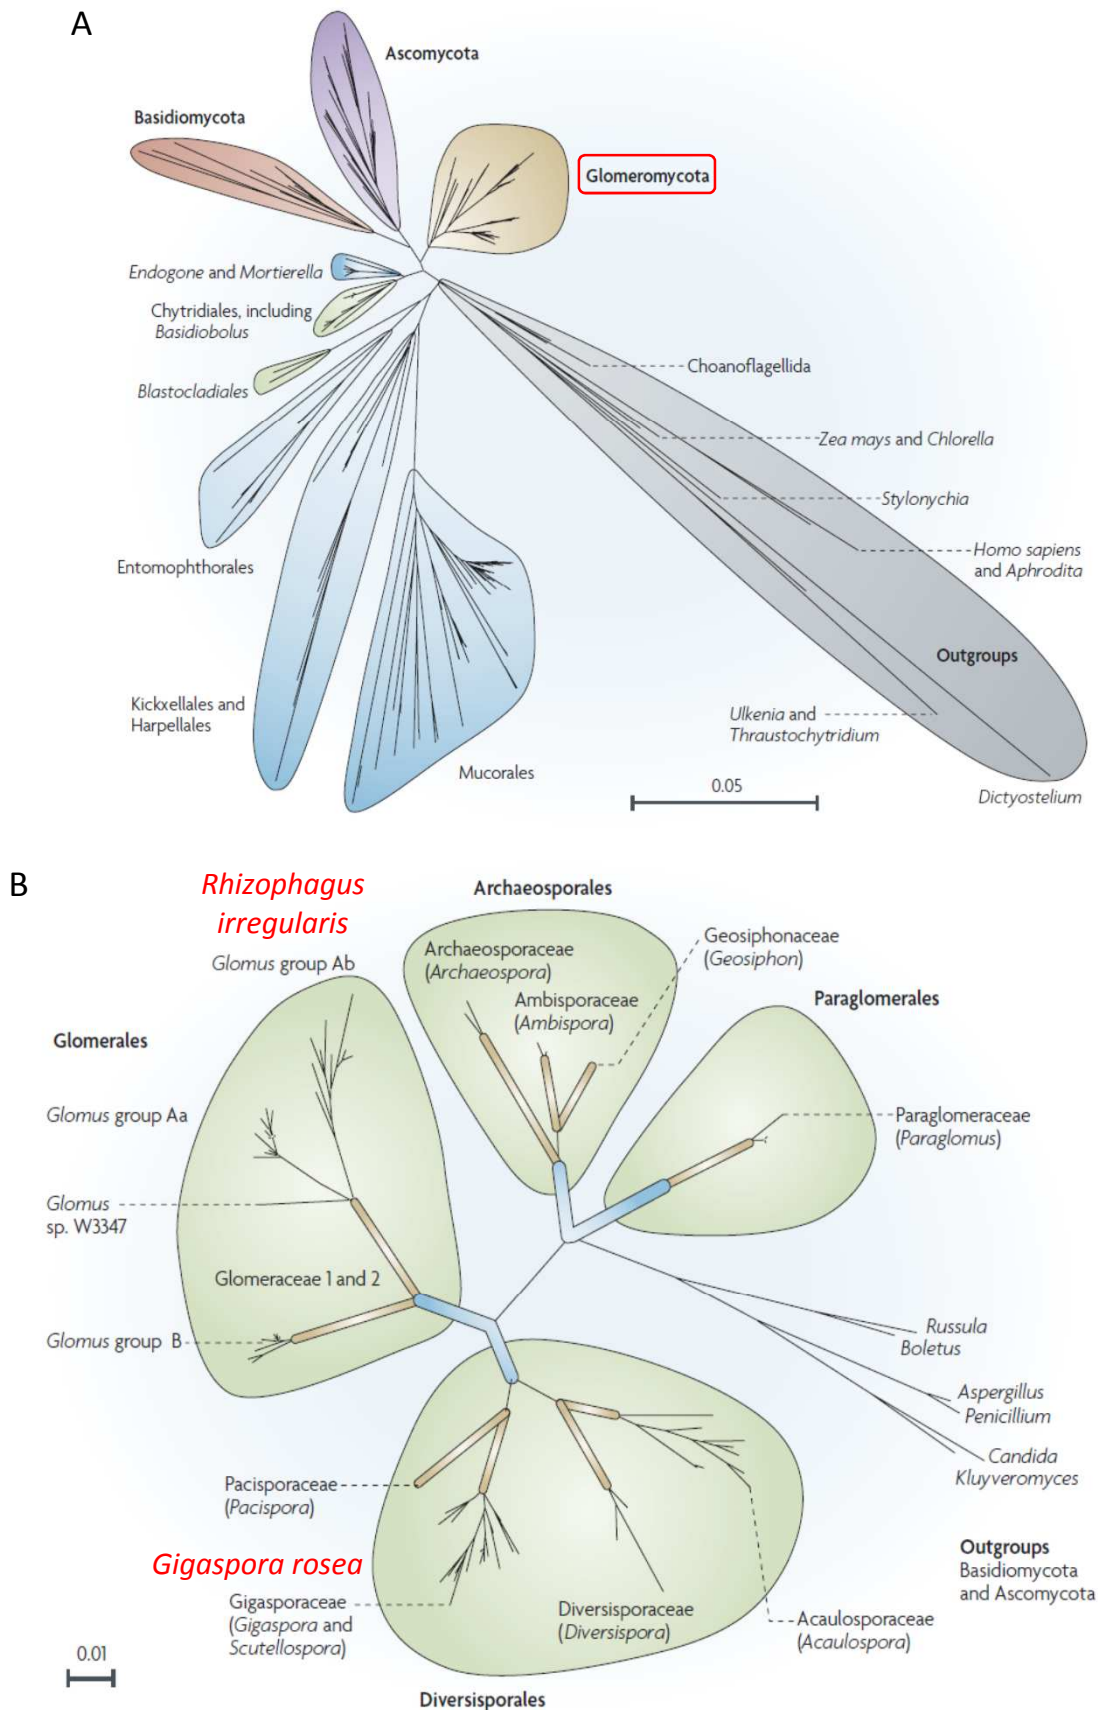 A
Ascomycota
Basidiomycota
Glomeromycota
Endogone and Mortierella
Chytridiales, including
Basidiobolus
Blastocladiales
Choanoflagellida
Zea mays and Chlorella
Stylonychia
Homo sapiens
and Aphrodita
Entomophthorales
Outgroups
Kickxellales and
Harpellales
Ulkenia and
Thraustochytridium
Mucorales
0.05
Dictyostelium
B
Rhizophagus
irregularis
Glomus group Ab
Archaeosporales
Archaeosporaceae
(Archaeospora)
Geosiphonaceae
(Geosiphon)
Ambisporaceae
(Ambispora)
Paraglomerales
Glomerales
Glomus group Aa
Paraglomeraceae
(Paraglomus)
Glomus
sp. W3347
Glomeraceae 1 and 2
Glomus group B
Russula
Boletus
Aspergillus
Penicillium
Candida
Kluyveromyces
Pacisporaceae
(Pacispora)
Gigaspora rosea
Gigasporaceae
(Gigaspora and
Scutellospora)
Diversisporaceae
(Diversispora)
Acaulosporaceae
(Acaulospora)
Outgroups
Basidiomycota
and Ascomycota
0.01
Diversisporales